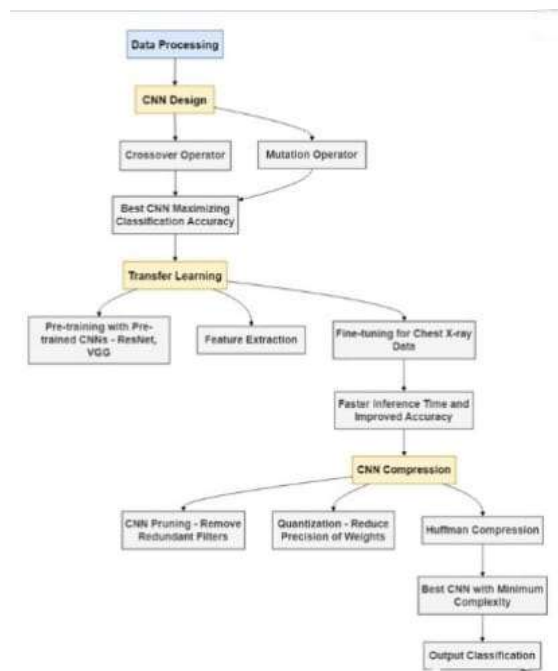 Data Processing
CNN Design
Crossover Operator
Mutation Operator
Best CNN Maximizing
Classification Accuracy
Transfer Learning
Pre-training with Pre-
trained CNNs - ResNet,
VGG
Feature Extraction
Fine-tuning for Chest X-ray
Data
Faster Inference Time and
Improved Accuracy
CNN Compression
CNN Pruning - Remove
Redundant Filters
Quantization - Reduce
Precision of Weights
Huffman Compression
Best CNN with Minimum
Complexity
Output Classification